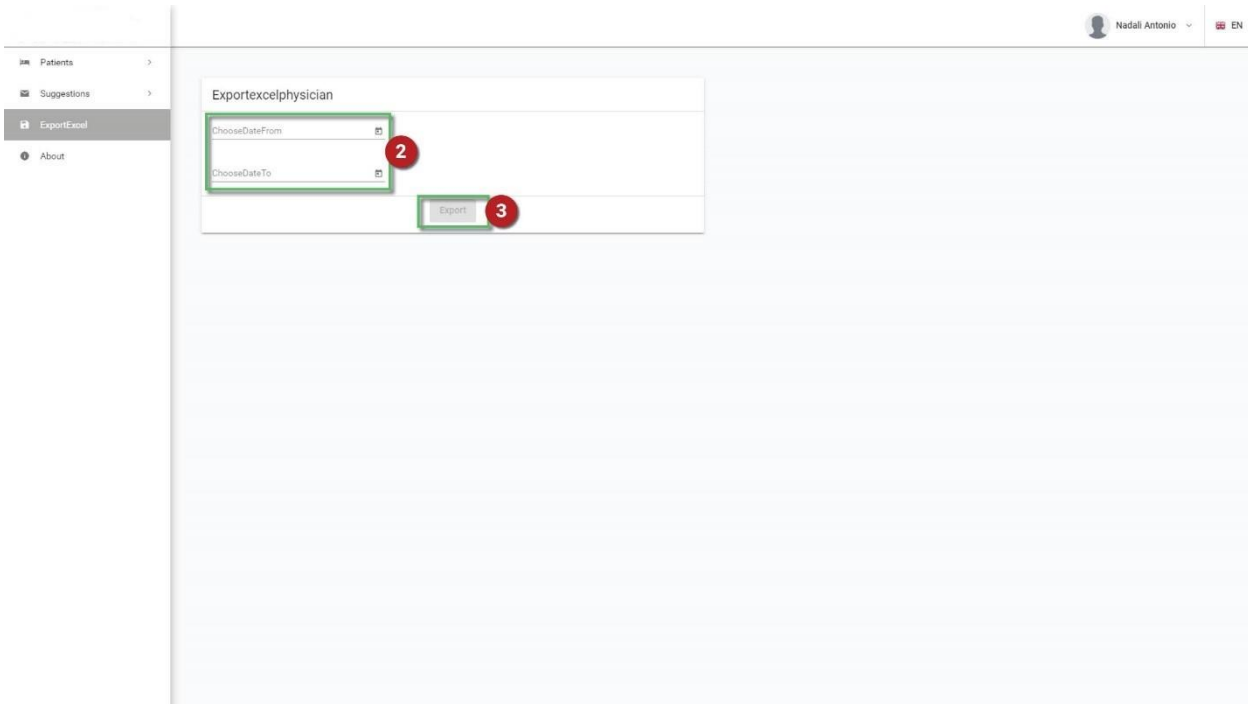 Nadali Antonio
EN
Patients
Suggestions
ExportExcel
About
Exportexcelphysician
ChooseDateFrom
2
ChooseDateTo
Export
3